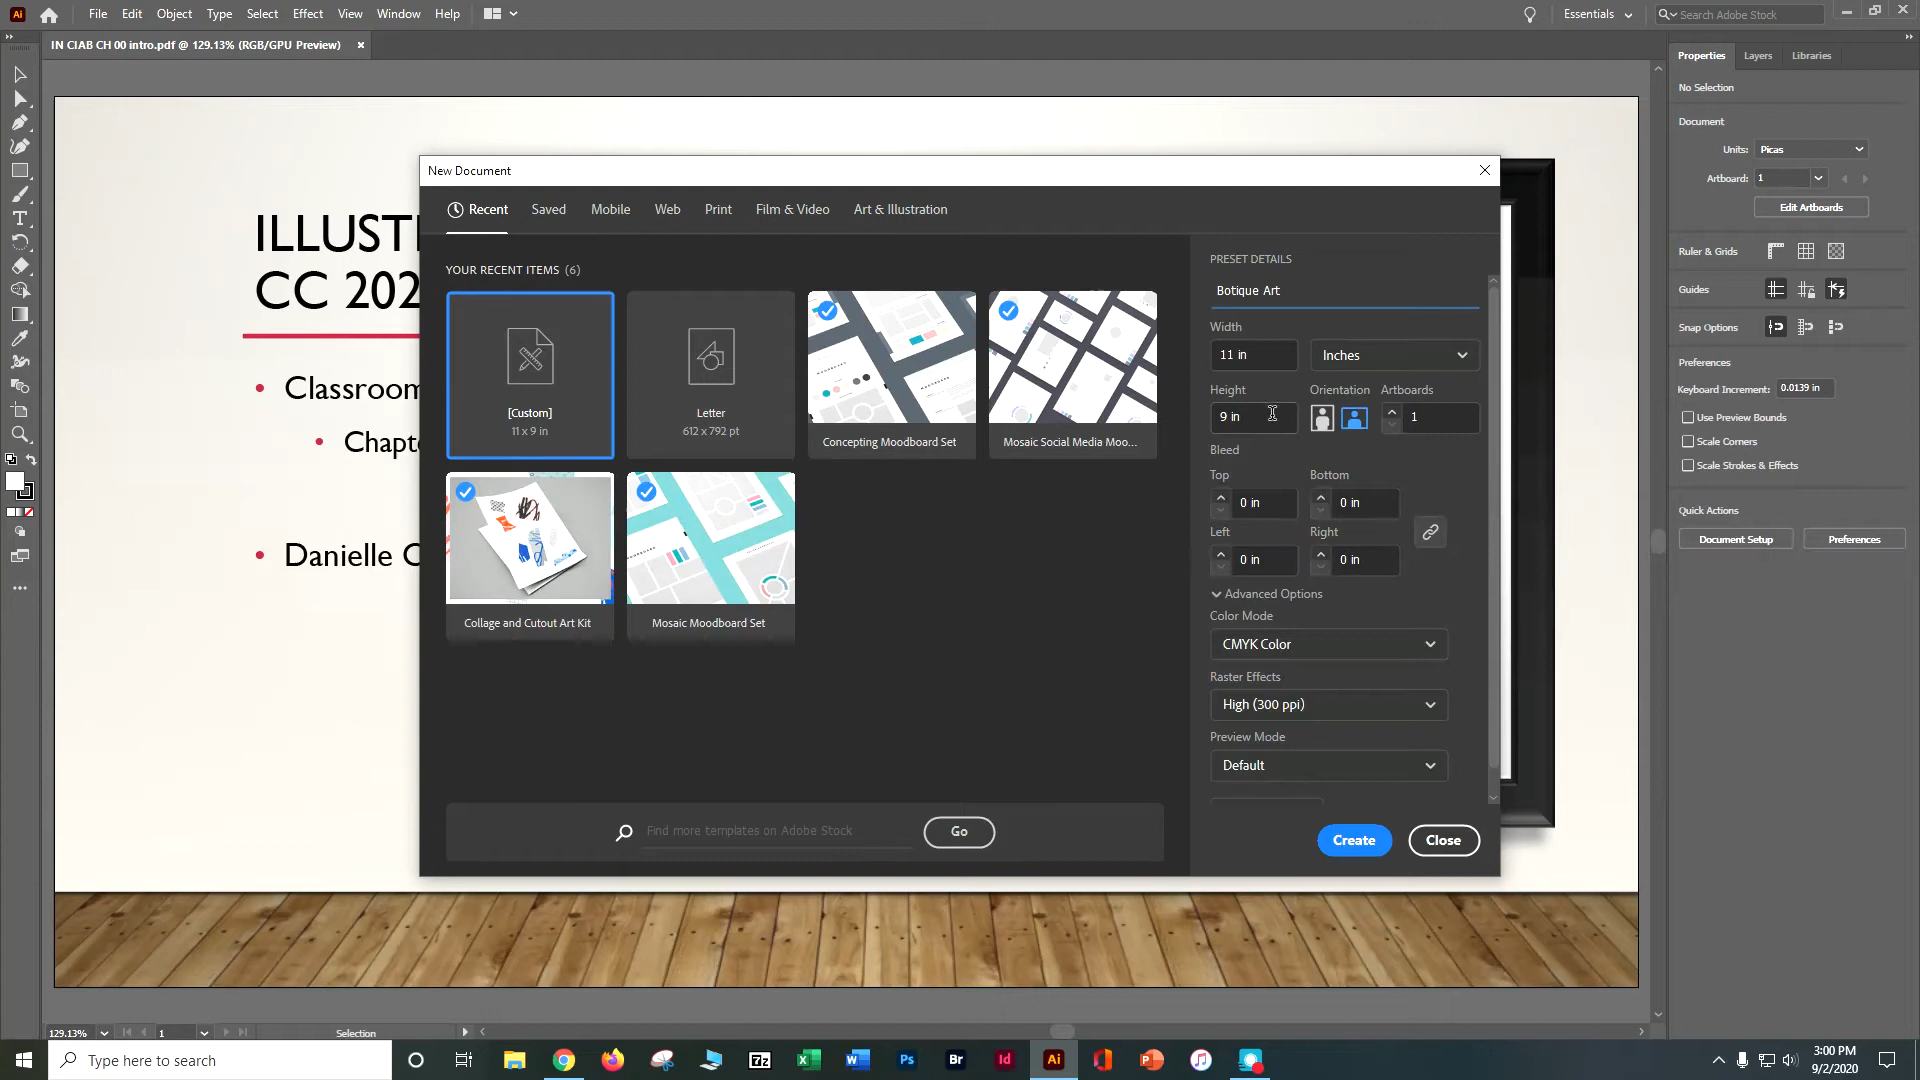 Ai File Edit Object Type Select Effect View Window Help Essentials Search Adobe Stock
IN CIAB CH 00 intro.pdf @ 129.13% (RGB/GPU Preview)
Properties Layers Libraries
No Selection
Document
Units: Picas
Artboard: 1
Edit Artboards
Ruler & Grids
Guides
Snap Options
Preferences
Keyboard Increment: 0.0139 in
Use Preview Bounds
Scale Corners
Scale Strokes & Effects
Quick Actions
Document Setup Preferences
CC
• Classroom
•
• Danielle
New Document
Recent Saved Mobile Web Print Film & Video Art & Illustration
YOUR RECENT ITEMS (6)
[Custom]
11 x 9 in
Letter
612 x 792 pt
Concepting Moodboard Set
Mosaic Social Media Moo...
Collage and Cutout Art Kit
Mosaic Moodboard Set
Find more templates on Adobe Stock
Go
PRESET DETAILS
Botique Art
Width
11 in Inches
Height Orientation Artboards
9 in 1
Bleed
Top Bottom
0 in 0 in
Left Right
0 in 0 in
Advanced Options
Color Mode
CMYK Color
Raster Effects
High (300 ppi)
Preview Mode
Default
Create Close
129.13% 1 Selection
Type here to search
7z Ps Br Id Ai
3:00 PM
9/2/2020